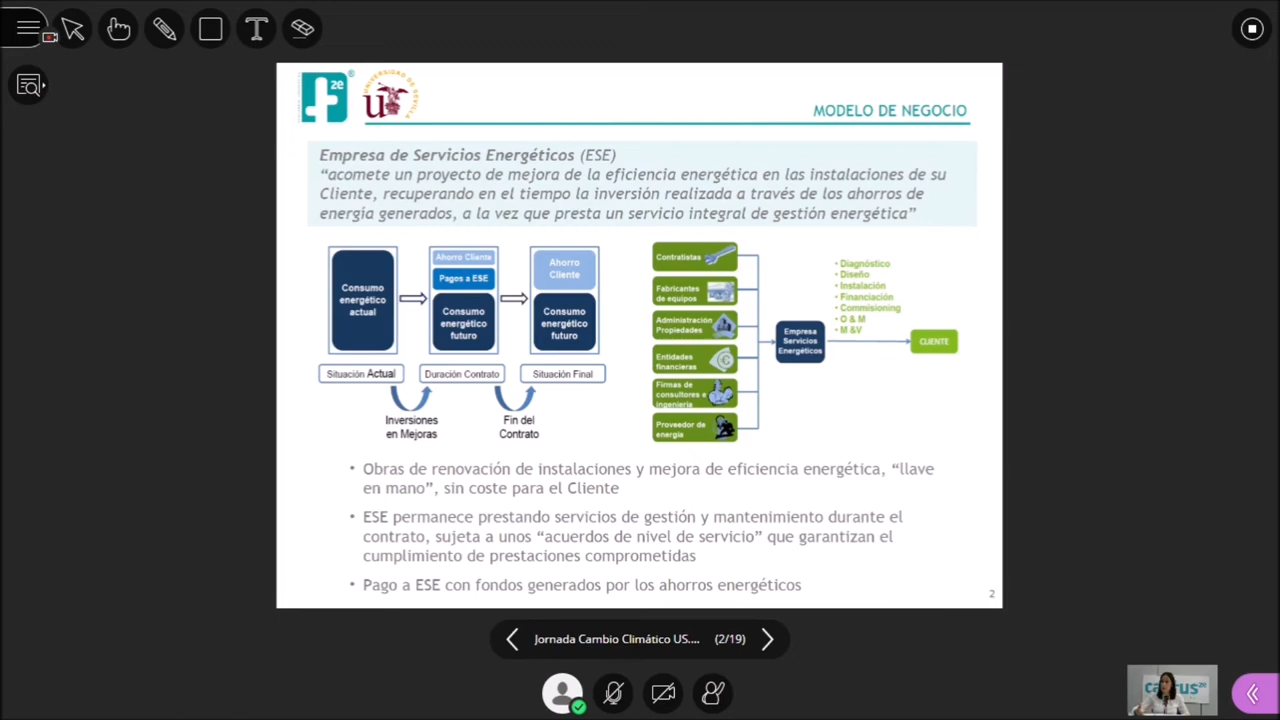 2e
UNIVERSIDAD DE SEVILLA
MODELO DE NEGOCIO
Empresa de Servicios Energéticos (ESE)
“acomete un proyecto de mejora de la eficiencia energética en las instalaciones de su
Cliente, recuperando en el tiempo la inversión realizada a través de los ahorros de
energía generados, a la vez que presta un servicio integral de gestión energética”
Consumo
energético
actual
Ahorro Cliente
Pagos a ESE
Consumo
energético
futuro
Ahorro
Cliente
Consumo
energético
futuro
Situación Actual
Duración Contrato
Situación Final
Inversiones
en Mejoras
Fin del
Contrato
Contratistas
Fabricantes
de equipos
Administración
Propiedades
Entidades
financieras
Firmas de
consultores e
ingeniería
Proveedor de
energía
Empresa
Servicios
Energéticos
• Diagnóstico
• Diseño
• Instalación
• Financiación
• Commisioning
• O & M
• M &V
CLIENTE
• Obras de renovación de instalaciones y mejora de eficiencia energética, “llave
en mano”, sin coste para el Cliente
• ESE permanece prestando servicios de gestión y mantenimiento durante el
contrato, sujeta a unos “acuerdos de nivel de servicio” que garantizan el
cumplimiento de prestaciones comprometidas
• Pago a ESE con fondos generados por los ahorros energéticos
2
Jornada Cambio Climático US.... (2/19)